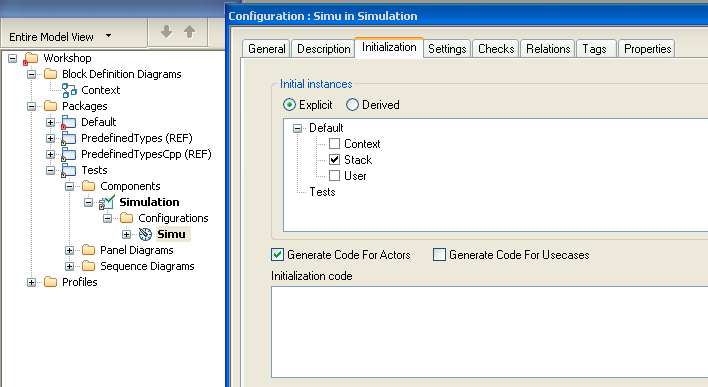 Entire Model View
Workshop
Block Definition Diagrams
Context
Packages
Default
PredefinedTypes (REF)
PredefinedTypesCpp (REF)
Tests
Components
Simulation
Configurations
Simu
Panel Diagrams
Sequence Diagrams
Profiles
Configuration : Simu in Simulation
General Description Initialization Settings Checks Relations Tags Properties
Initial instances
Explicit Derived
Default
Context
Stack
User
Tests
Generate Code For Actors Generate Code For Usecases
Initialization code